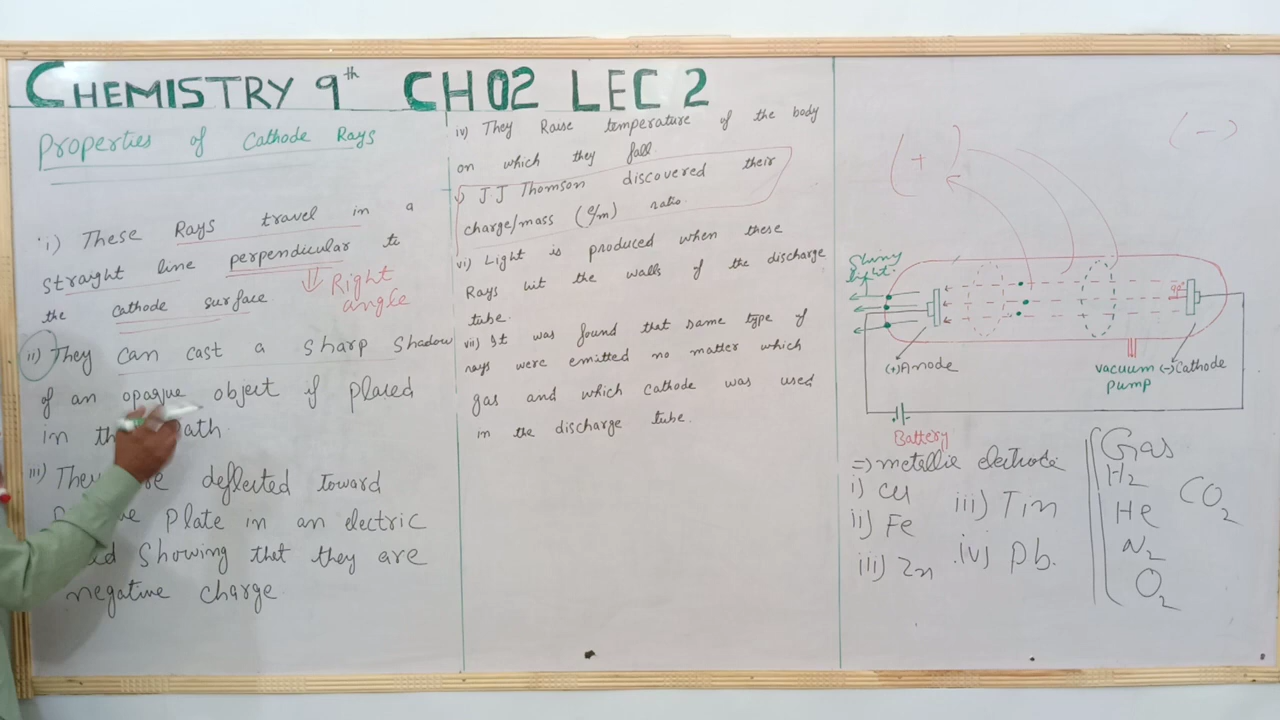 CHEMISTRY 9th CH02 LEC 2
Properties of Cathode Rays
i) These Rays travel in a
straight line perpendicular to
the cathode surface.
Right
angle
ii) They can cast a sharp shadow
of an opaque object if placed
in path.
iii) deflected toward
Plate in an electric
showing that they are
negative charge
iv) They Raise temperature of the body
on which they fall
v) JJ Thomson discovered their
charge/mass (e/m) ratio.
vi) Light is produced when these
Rays hit the walls of the discharge
tube.
vii) It was found that same type of
rays were emitted no matter which
gas and which cathode was used
in the discharge tube.
(+)
(-)
Shiny
light.
90°
(+)Anode
vacuum
pump
(-)Cathode
Battery
=) metallic electrode
i) Cu
ii) Fe
iii) Zn
iii) Tin
iv) Pb.
Gas
H2
He
N2
O2
CO2